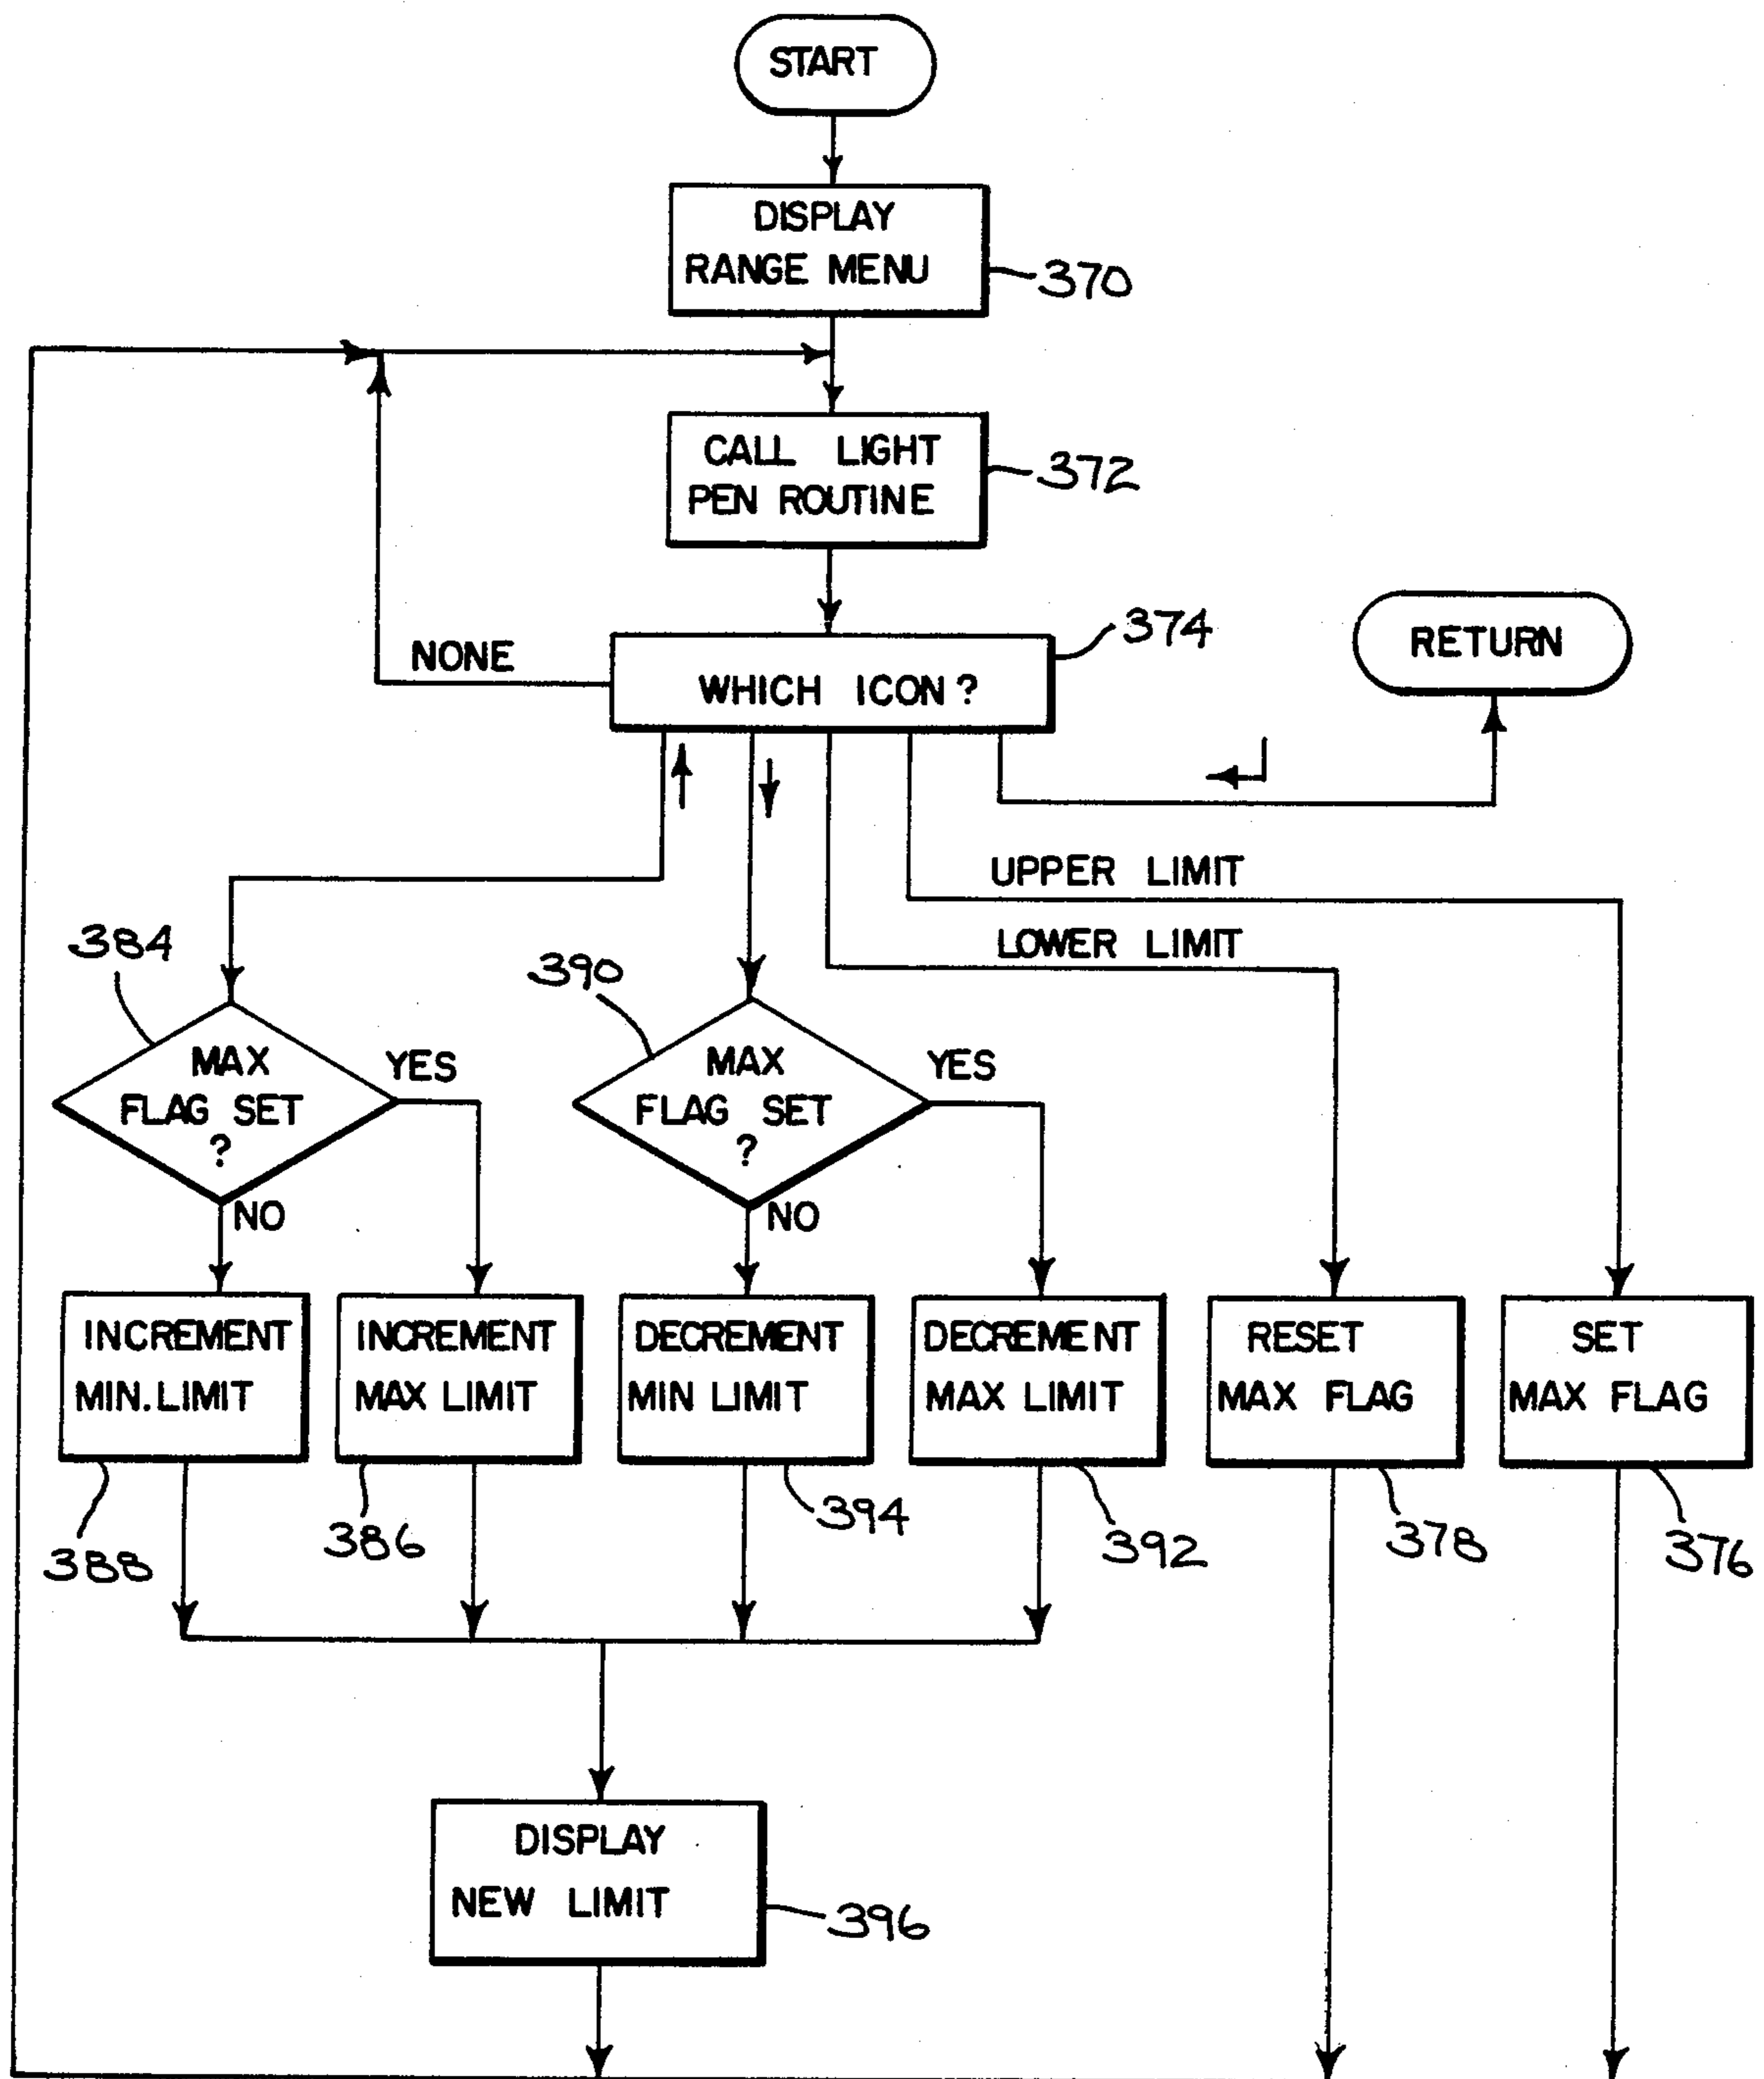 START
DISPLAY
RANGE MENU
370
CALL LIGHT
PEN ROUTINE
372
374
RETURN
NONE
WHICH ICON?
UPPER LIMIT
LOWER LIMIT
384
390
MAX
FLAG SET
?
YES
NO
MAX
FLAG SET
?
YES
NO
INCREMENT
MIN. LIMIT
388
INCREMENT
MAX LIMIT
386
DECREMENT
MIN LIMIT
394
DECREMENT
MAX LIMIT
392
RESET
MAX FLAG
378
SET
MAX FLAG
376
DISPLAY
NEW LIMIT
396